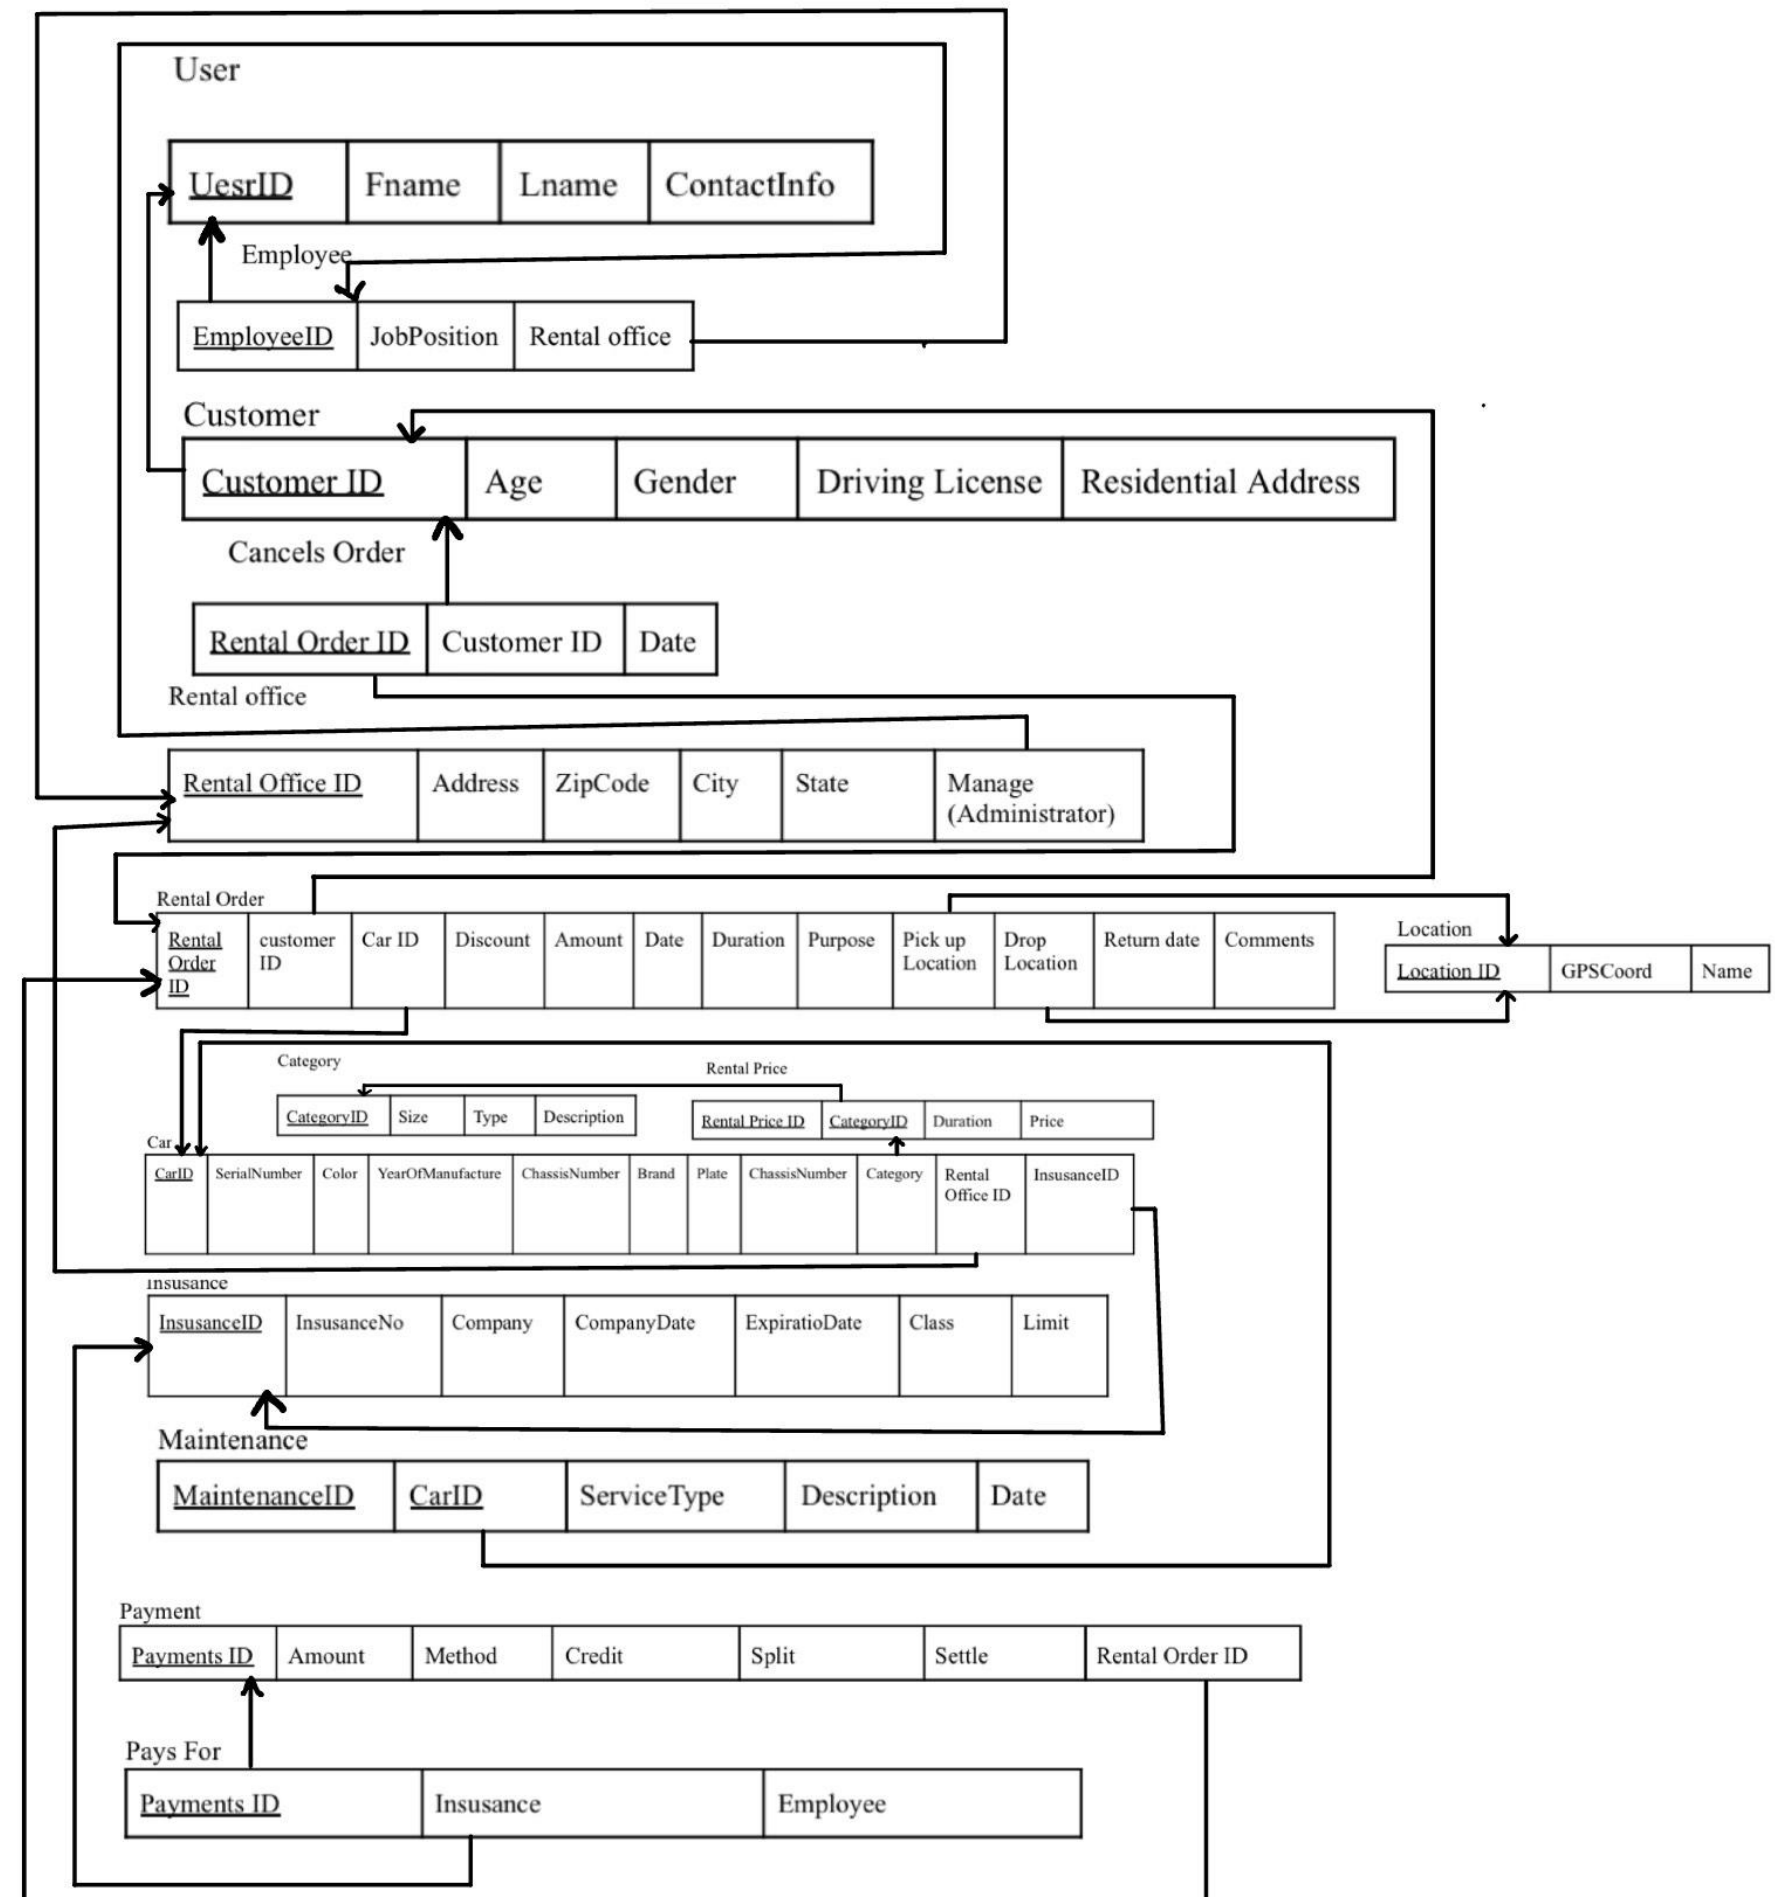 User
UesrID Fname Lname ContactInfo
Employee
EmployeeID JobPosition Rental office
Customer
Customer ID Age Gender Driving License Residential Address
Cancels Order
Rental Order ID Customer ID Date
Rental office
Rental Office ID Address ZipCode City State Manage
(Administrator)
Rental Order
Rental
Order
ID
customer
ID
Car ID
Discount
Amount
Date
Duration
Purpose
Pick up
Location
Drop
Location
Return date
Comments
Location
Location ID GPSCoord Name
Category
CategoryID Size Type Description
Rental Price
Rental Price ID CategoryID Duration Price
Car
CarID SerialNumber Color YearOfManufacture ChassisNumber Brand Plate ChassisNumber Category Rental
Office ID
InsusanceID
Insusance
InsusanceID InsusanceNo Company CompanyDate ExpiratioDate Class Limit
Maintenance
MaintenanceID CarID ServiceType Description Date
Payment
Payments ID Amount Method Credit Split Settle Rental Order ID
Pays For
Payments ID Insusance Employee